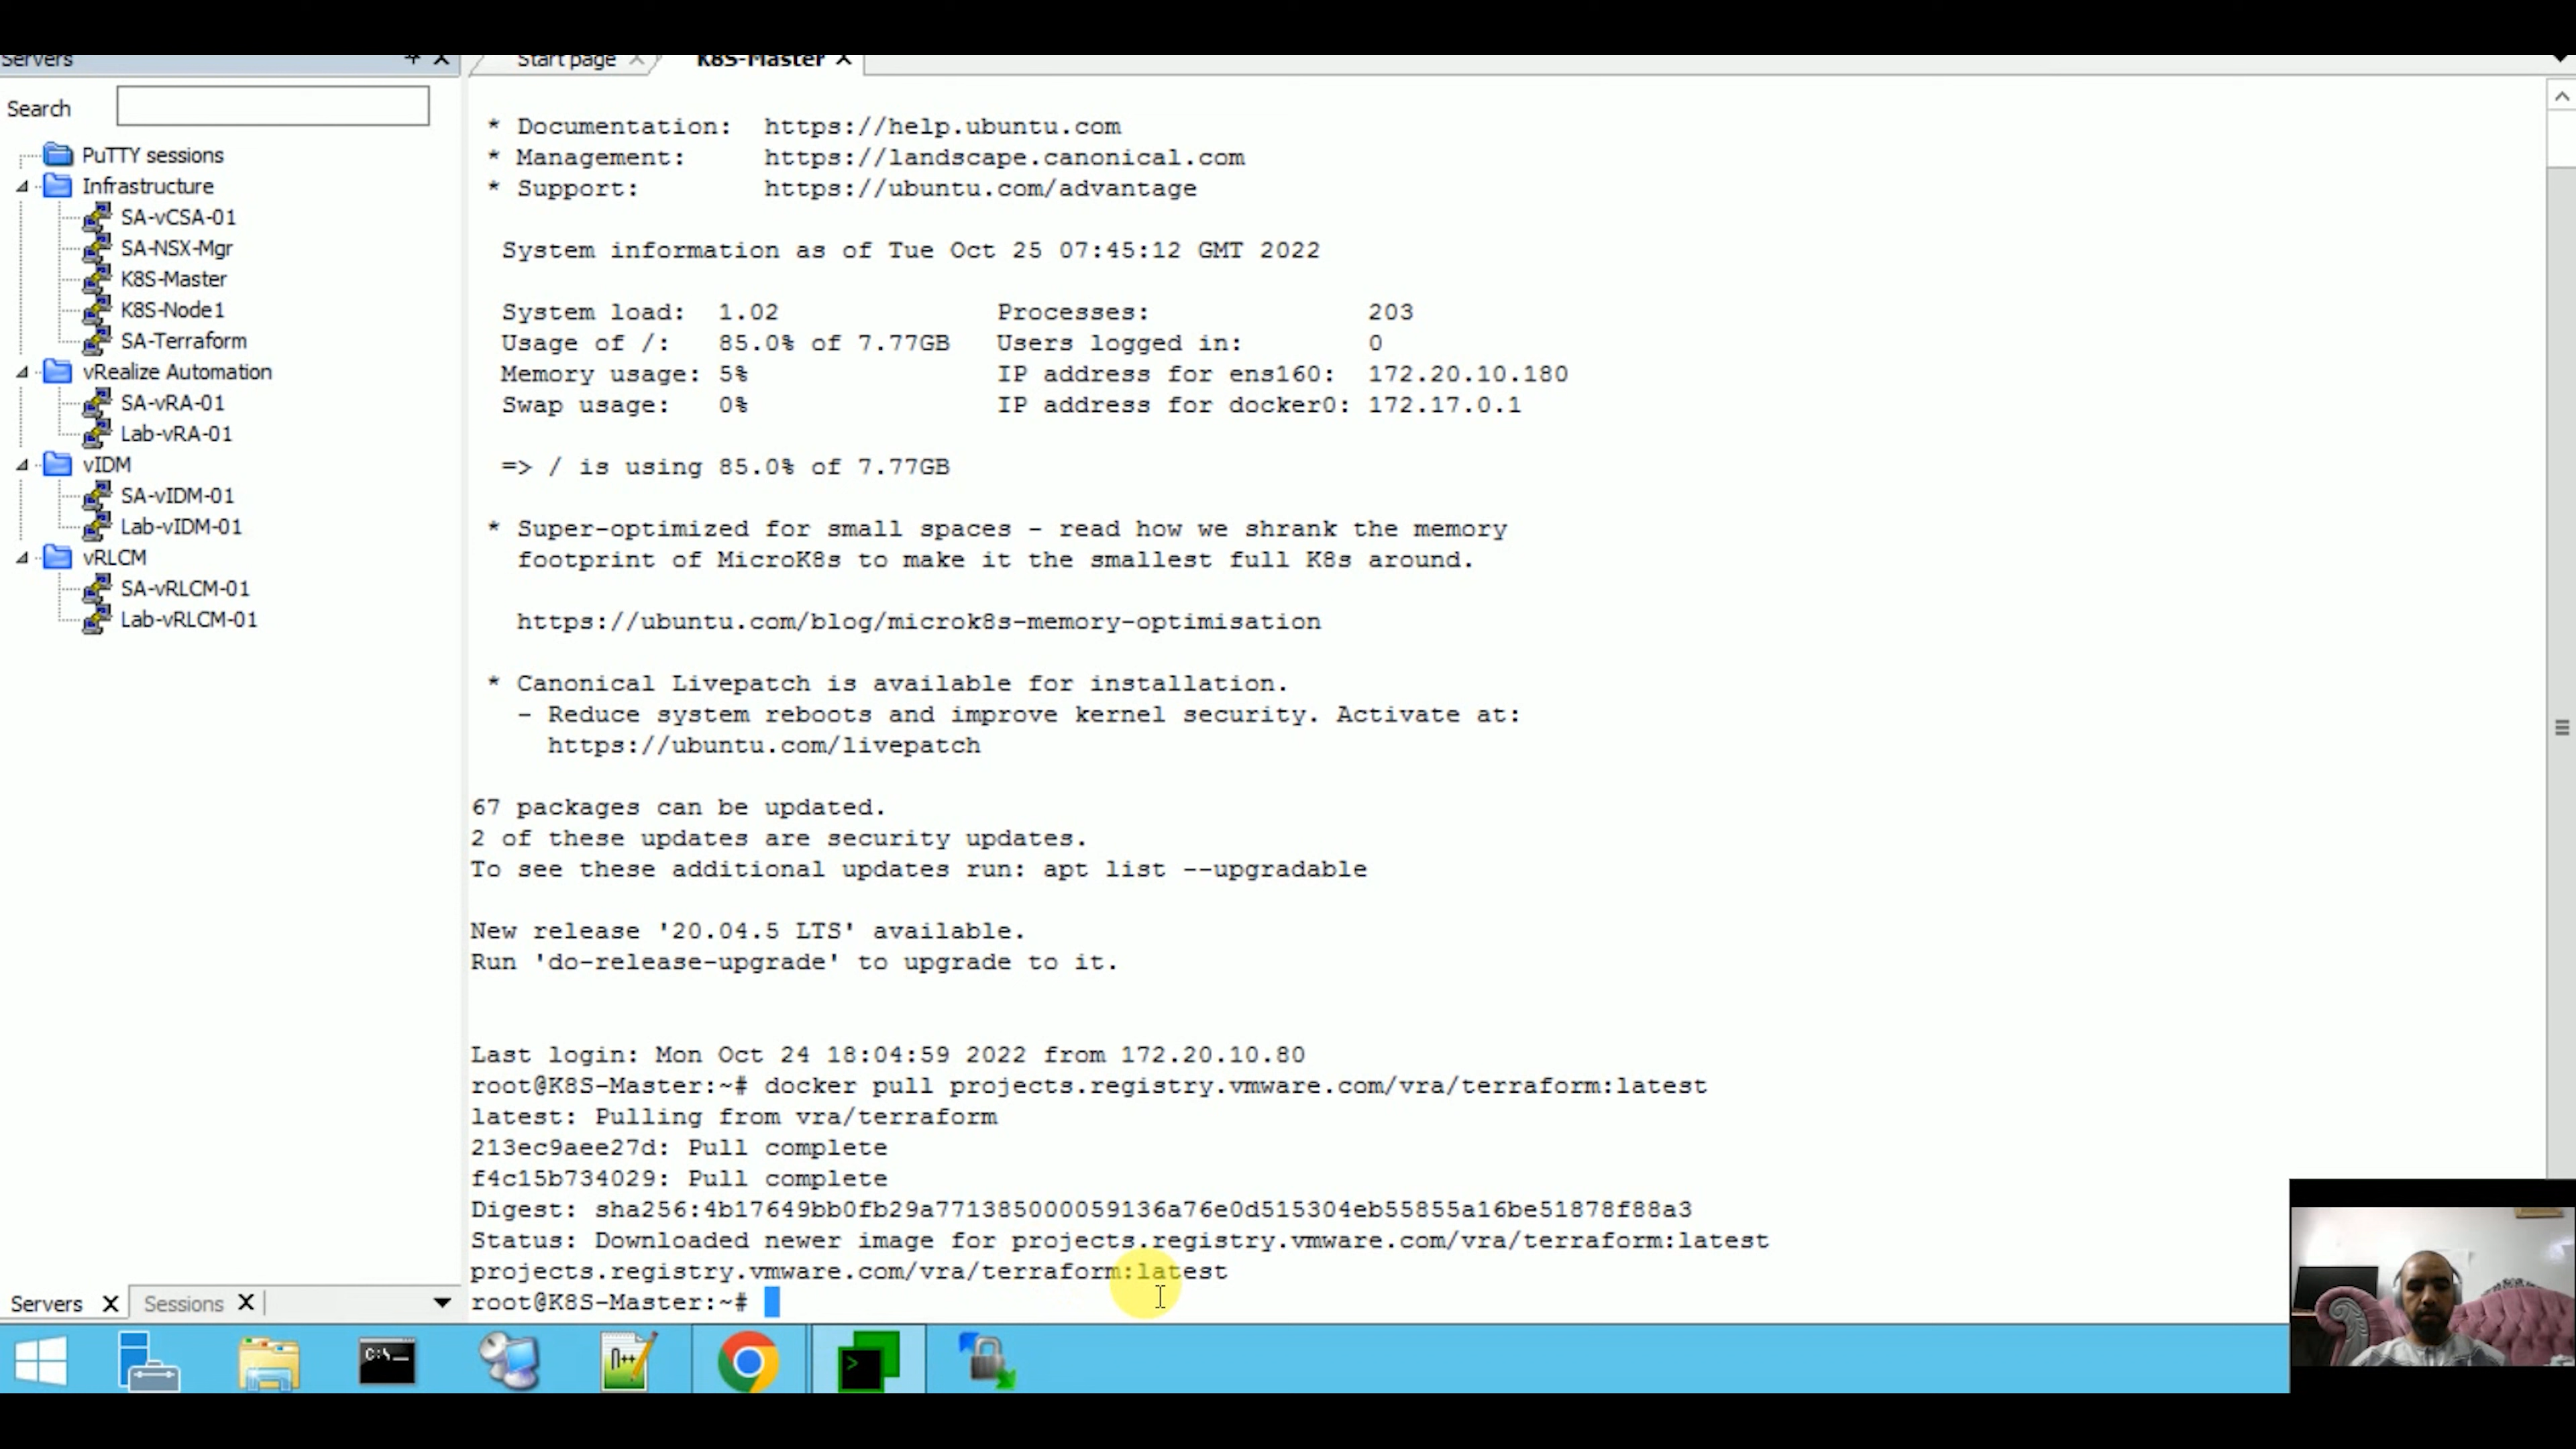 Servers
Start page
K8S-Master
Search
PuTTY sessions
Infrastructure
SA-vCSA-01
SA-NSX-Mgr
K8S-Master
K8S-Node1
SA-Terraform
vRealize Automation
SA-vRA-01
Lab-vRA-01
vIDM
SA-vIDM-01
Lab-vIDM-01
vRLCM
SA-vRLCM-01
Lab-vRLCM-01
* Documentation:  https://help.ubuntu.com
* Management:     https://landscape.canonical.com
* Support:        https://ubuntu.com/advantage
System information as of Tue Oct 25 07:45:12 GMT 2022
System load:  1.02              Processes:              203
Usage of /:   85.0% of 7.77GB   Users logged in:        0
Memory usage: 5%                IP address for ens160:  172.20.10.180
Swap usage:   0%                IP address for docker0: 172.17.0.1
=> / is using 85.0% of 7.77GB
* Super-optimized for small spaces - read how we shrank the memory
footprint of MicroK8s to make it the smallest full K8s around.
https://ubuntu.com/blog/microk8s-memory-optimisation
* Canonical Livepatch is available for installation.
- Reduce system reboots and improve kernel security. Activate at:
https://ubuntu.com/livepatch
67 packages can be updated.
2 of these updates are security updates.
To see these additional updates run: apt list --upgradable
New release '20.04.5 LTS' available.
Run 'do-release-upgrade' to upgrade to it.
Last login: Mon Oct 24 18:04:59 2022 from 172.20.10.80
root@K8S-Master:~# docker pull projects.registry.vmware.com/vra/terraform:latest
latest: Pulling from vra/terraform
213ec9aee27d: Pull complete
f4c15b734029: Pull complete
Digest: sha256:4b17649bb0fb29a771385000059136a76e0d515304eb55855a16be51878f88a3
Status: Downloaded newer image for projects.registry.vmware.com/vra/terraform:latest
projects.registry.vmware.com/vra/terraform:latest
root@K8S-Master:~#
Servers
Sessions
C:\_
n++